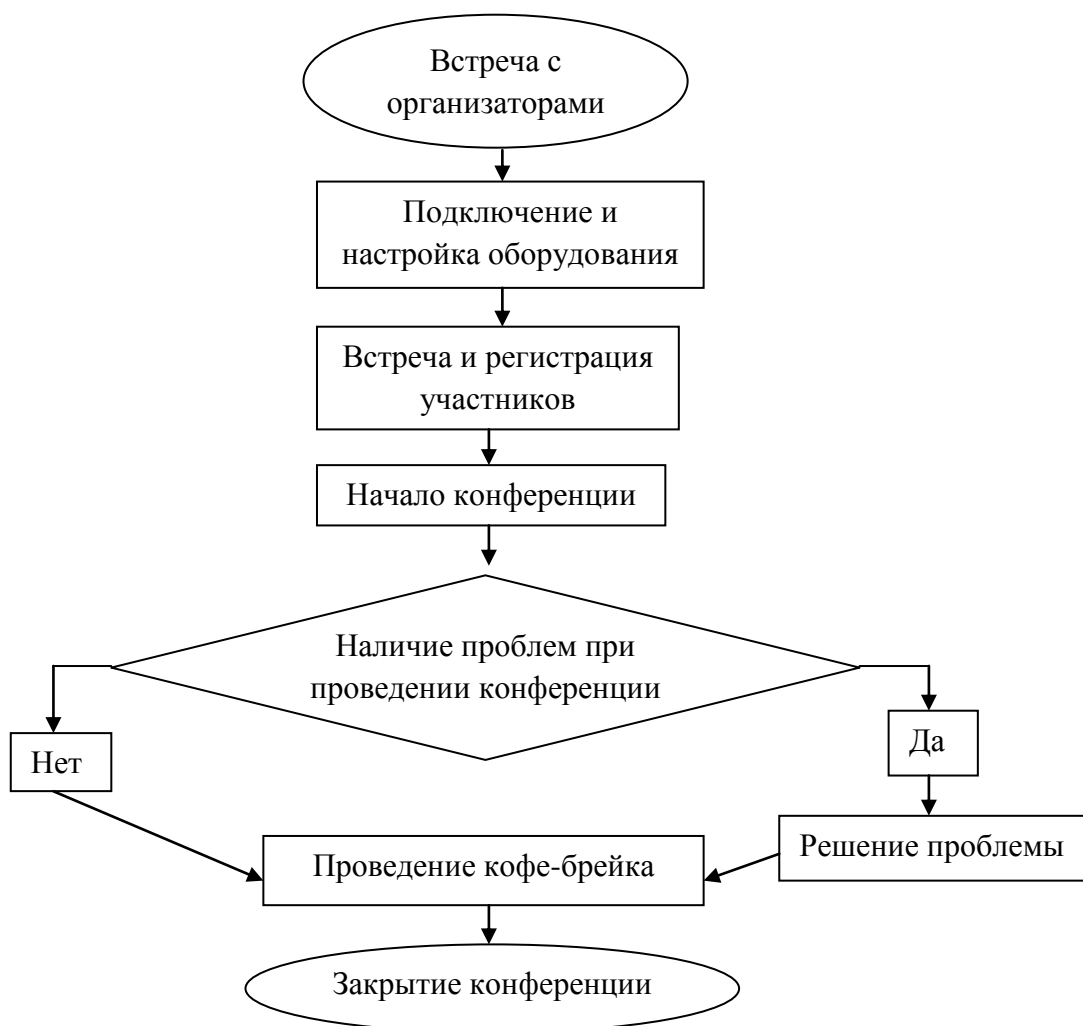 Встреча с
организаторами
Подключение и
настройка оборудования
Встреча и регистрация
участников
Начало конференции
Наличие проблем при
проведении конференции
Нет
Да
Решение проблемы
Проведение кофе-брейка
Закрытие конференции